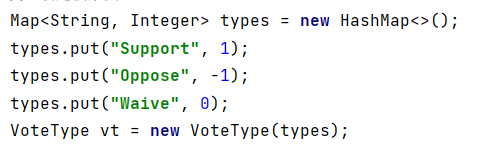 Map<String, Integer> types = new HashMap<>();
types.put("Support", 1);
types.put("Oppose", -1);
types.put("Waive", 0);
VoteType vt = new VoteType(types);